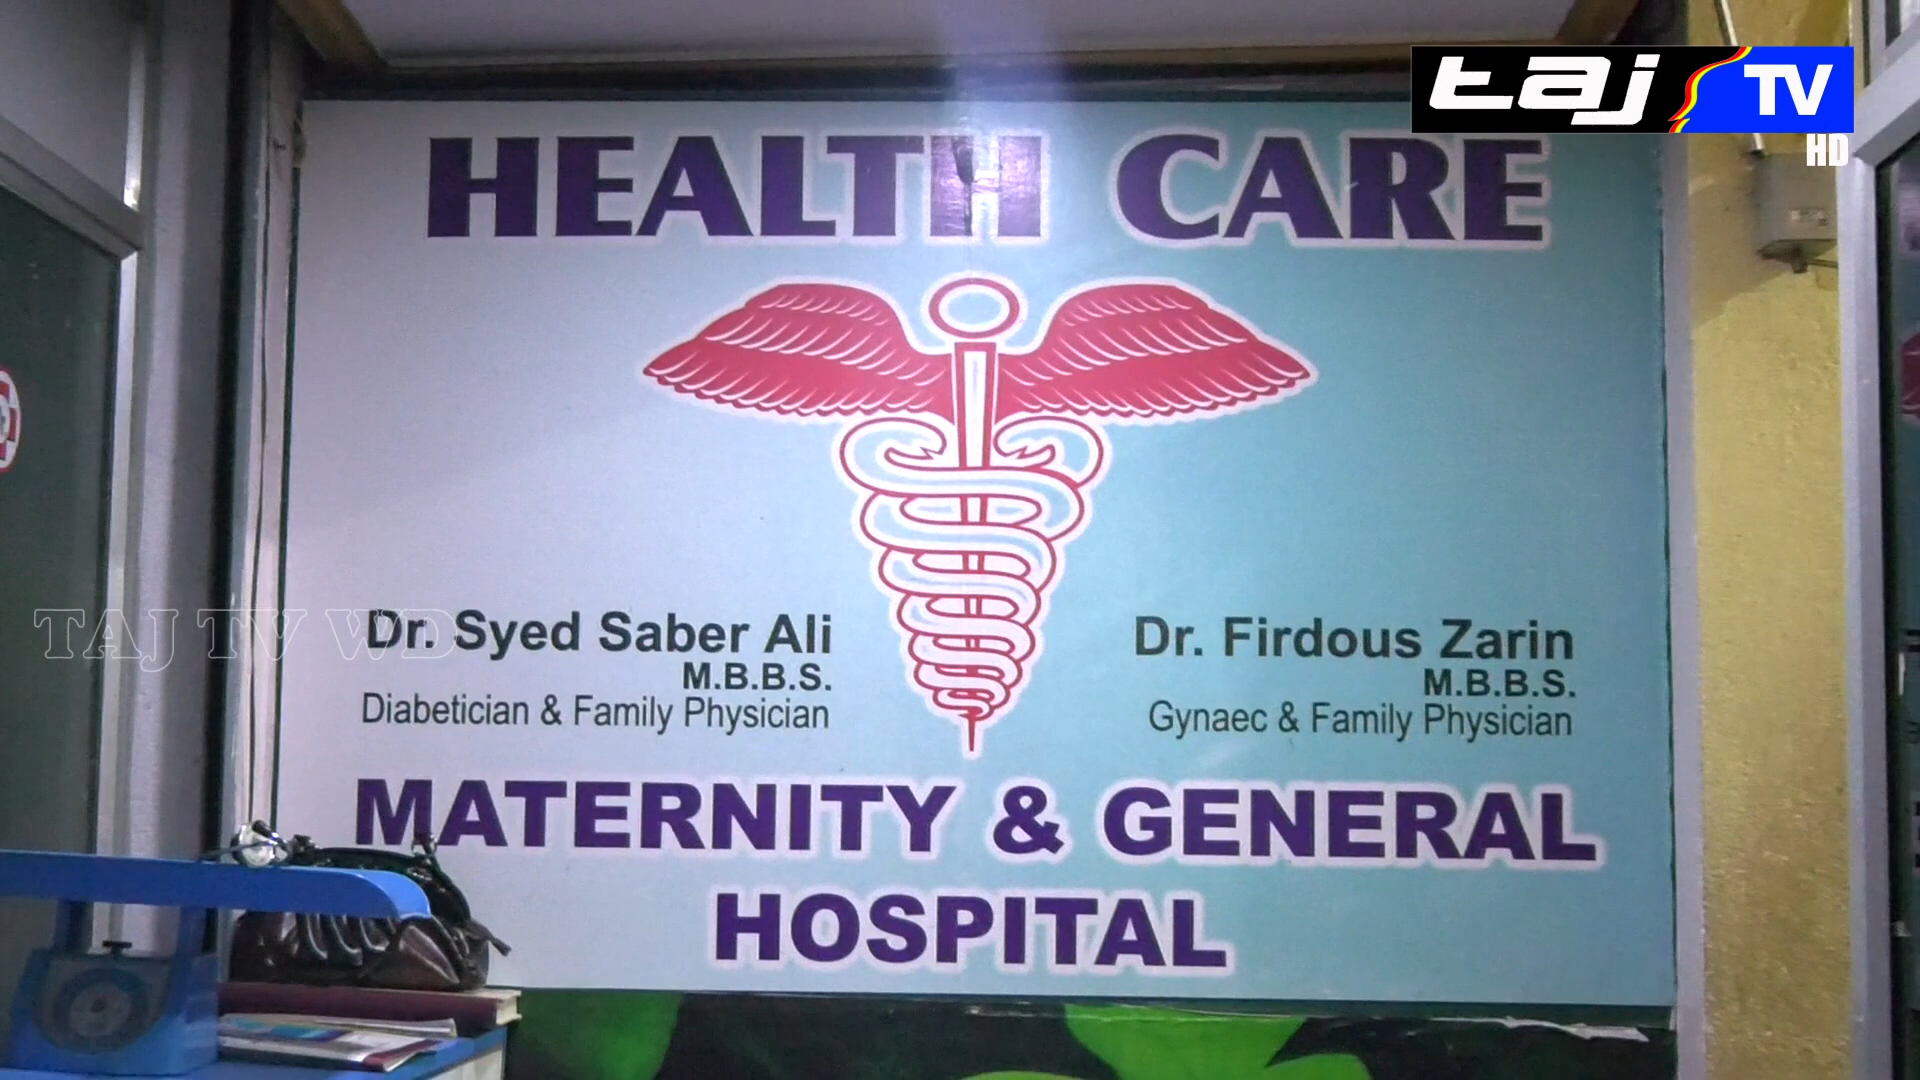 taj TV
HD
HEALTH CARE
TAJ TV WD
Dr. Syed Saber Ali
M.B.B.S.
Diabetician & Family Physician
Dr. Firdous Zarin
M.B.B.S.
Gynaec & Family Physician
MATERNITY & GENERAL
HOSPITAL